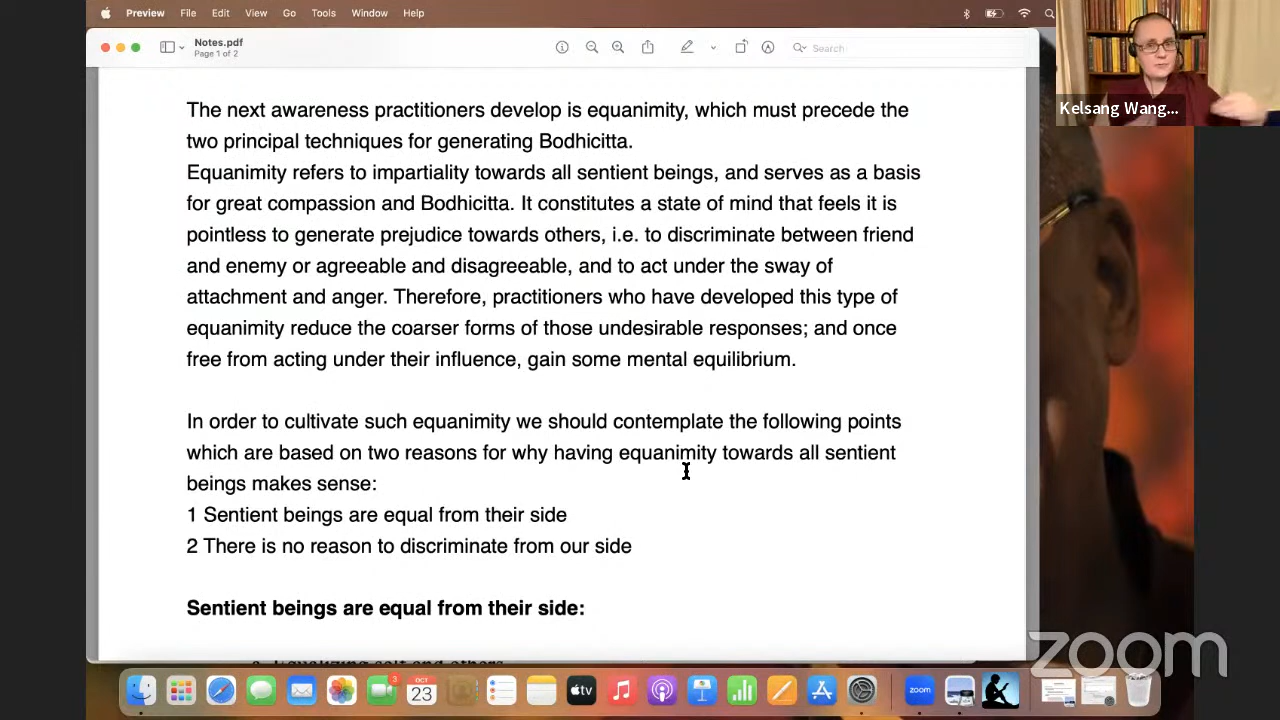 Preview File Edit View Go Tools Window Help
Notes.pdf
Page 1 of 2
Search
Kelsang Wang...
The next awareness practitioners develop is equanimity, which must precede the
two principal techniques for generating Bodhicitta.
Equanimity refers to impartiality towards all sentient beings, and serves as a basis
for great compassion and Bodhicitta. It constitutes a state of mind that feels it is
pointless to generate prejudice towards others, i.e. to discriminate between friend
and enemy or agreeable and disagreeable, and to act under the sway of
attachment and anger. Therefore, practitioners who have developed this type of
equanimity reduce the coarser forms of those undesirable responses; and once
free from acting under their influence, gain some mental equilibrium.
In order to cultivate such equanimity we should contemplate the following points
which are based on two reasons for why having equanimity towards all sentient
beings makes sense:
1 Sentient beings are equal from their side
2 There is no reason to discriminate from our side
Sentient beings are equal from their side:
a. Equalizing self and others
zoom
3
OCT
23
tv
zoom